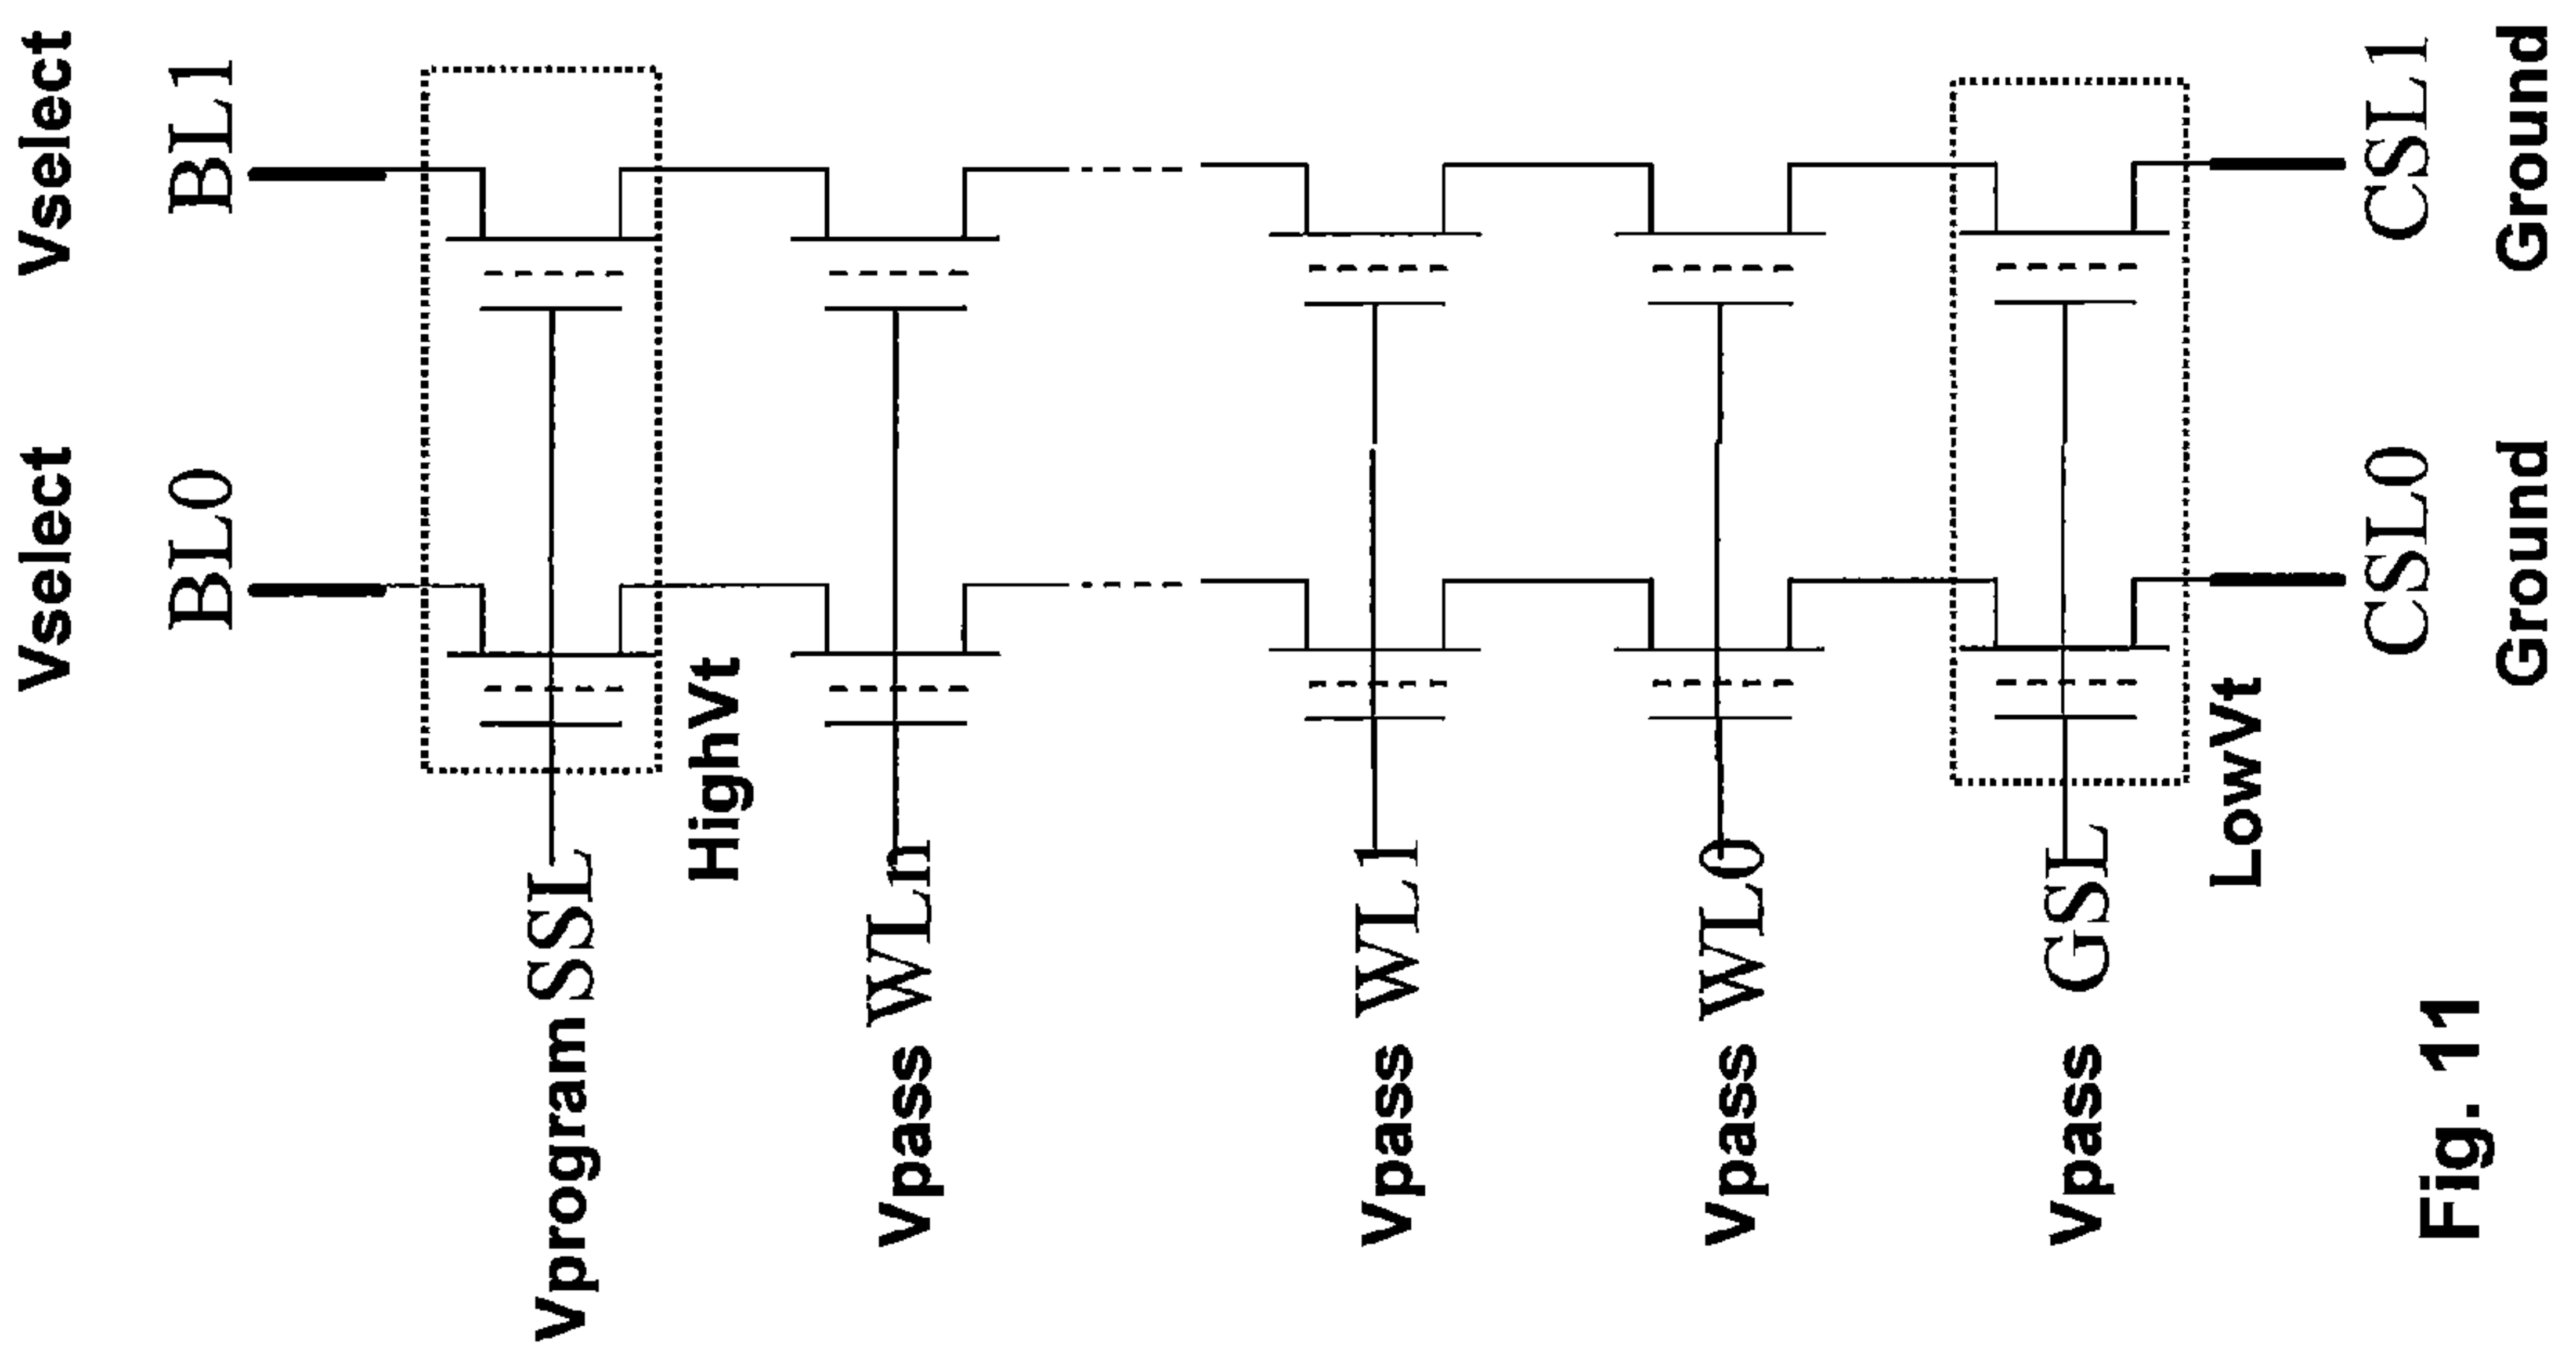 Vselect Vselect
BL0 BL1
Vprogram SSL
HighVt
Vpass WLn
Vpass WL1
Vpass WL0
Vpass GSL
LowVt
CSL0 CSL1
Ground Ground
Fig. 11